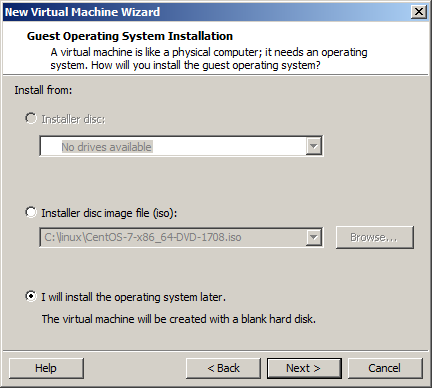 New Virtual Machine Wizard
Guest Operating System Installation
A virtual machine is like a physical computer; it needs an operating
system. How will you install the guest operating system?
Install from:
Installer disc:
No drives available
Installer disc image file (iso):
C:\linux\CentOS-7-x86_64-DVD-1708.iso
Browse...
I will install the operating system later.
The virtual machine will be created with a blank hard disk.
Help
< Back
Next >
Cancel